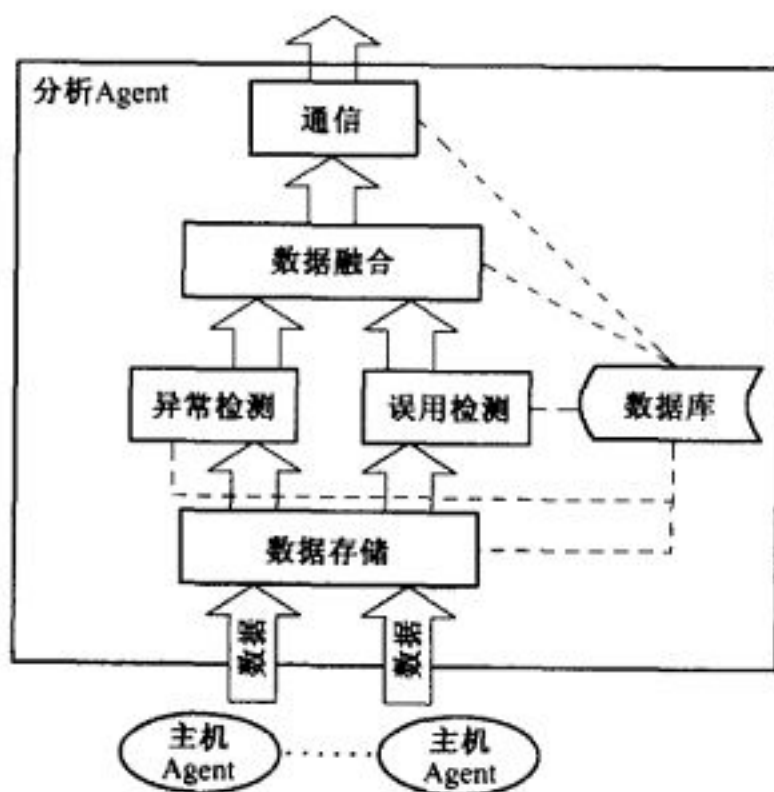 分析Agent
通信
数据融合
异常检测
误用检测
数据库
数据存储
数据
数据
主机
Agent
主机
Agent